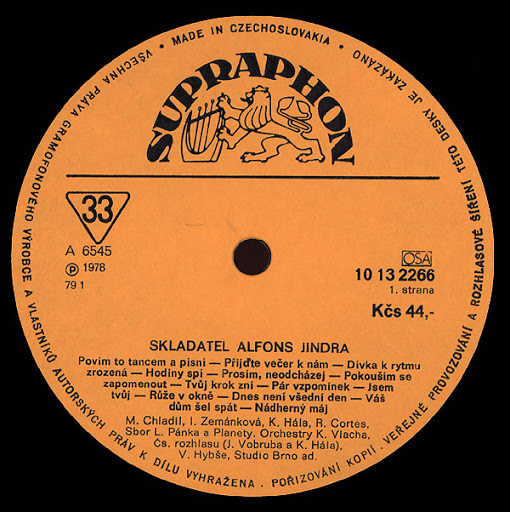 VŠECHNA PRÁVA GRAMOFONOVÉHO VÝROBCE A VLASTNÍKŮ AUTORSKÝCH PRÁV K DÍLU VYHRAŽENA. POŘIZOVÁNÍ KOPIÍ, VEŘEJNÉ PROVOZOVÁNÍ A ROZHLASOVÉ ŠÍŘENÍ TÉTO DESKY JE ZAKÁZÁNO
• MADE IN CZECHOSLOVAKIA •
SUPRAPHON
33
A 6545
Ⓟ 1978
79 1
OSA
10 13 2266
1. strana
Kčs 44,-
SKLADATEL ALFONS JINDRA
Povím to tancem a písní — Přijďte večer k nám — Dívka k rytmu
zrozená — Hodiny spí — Prosím, neodcházej — Pokouším se
zapomenout — Tvůj krok zní — Pár vzpomínek — Jsem
tvůj — Růže v okně — Dnes není všední den — Váš
dům šel spát — Nádherný máj
M. Chladil, I. Zemánková, K. Hála, R. Cortés,
Sbor L. Pánka a Planety. Orchestry K. Vlacha,
Čs. rozhlasu (J. Vobruba a K. Hála),
V. Hybše, Studio Brno ad.